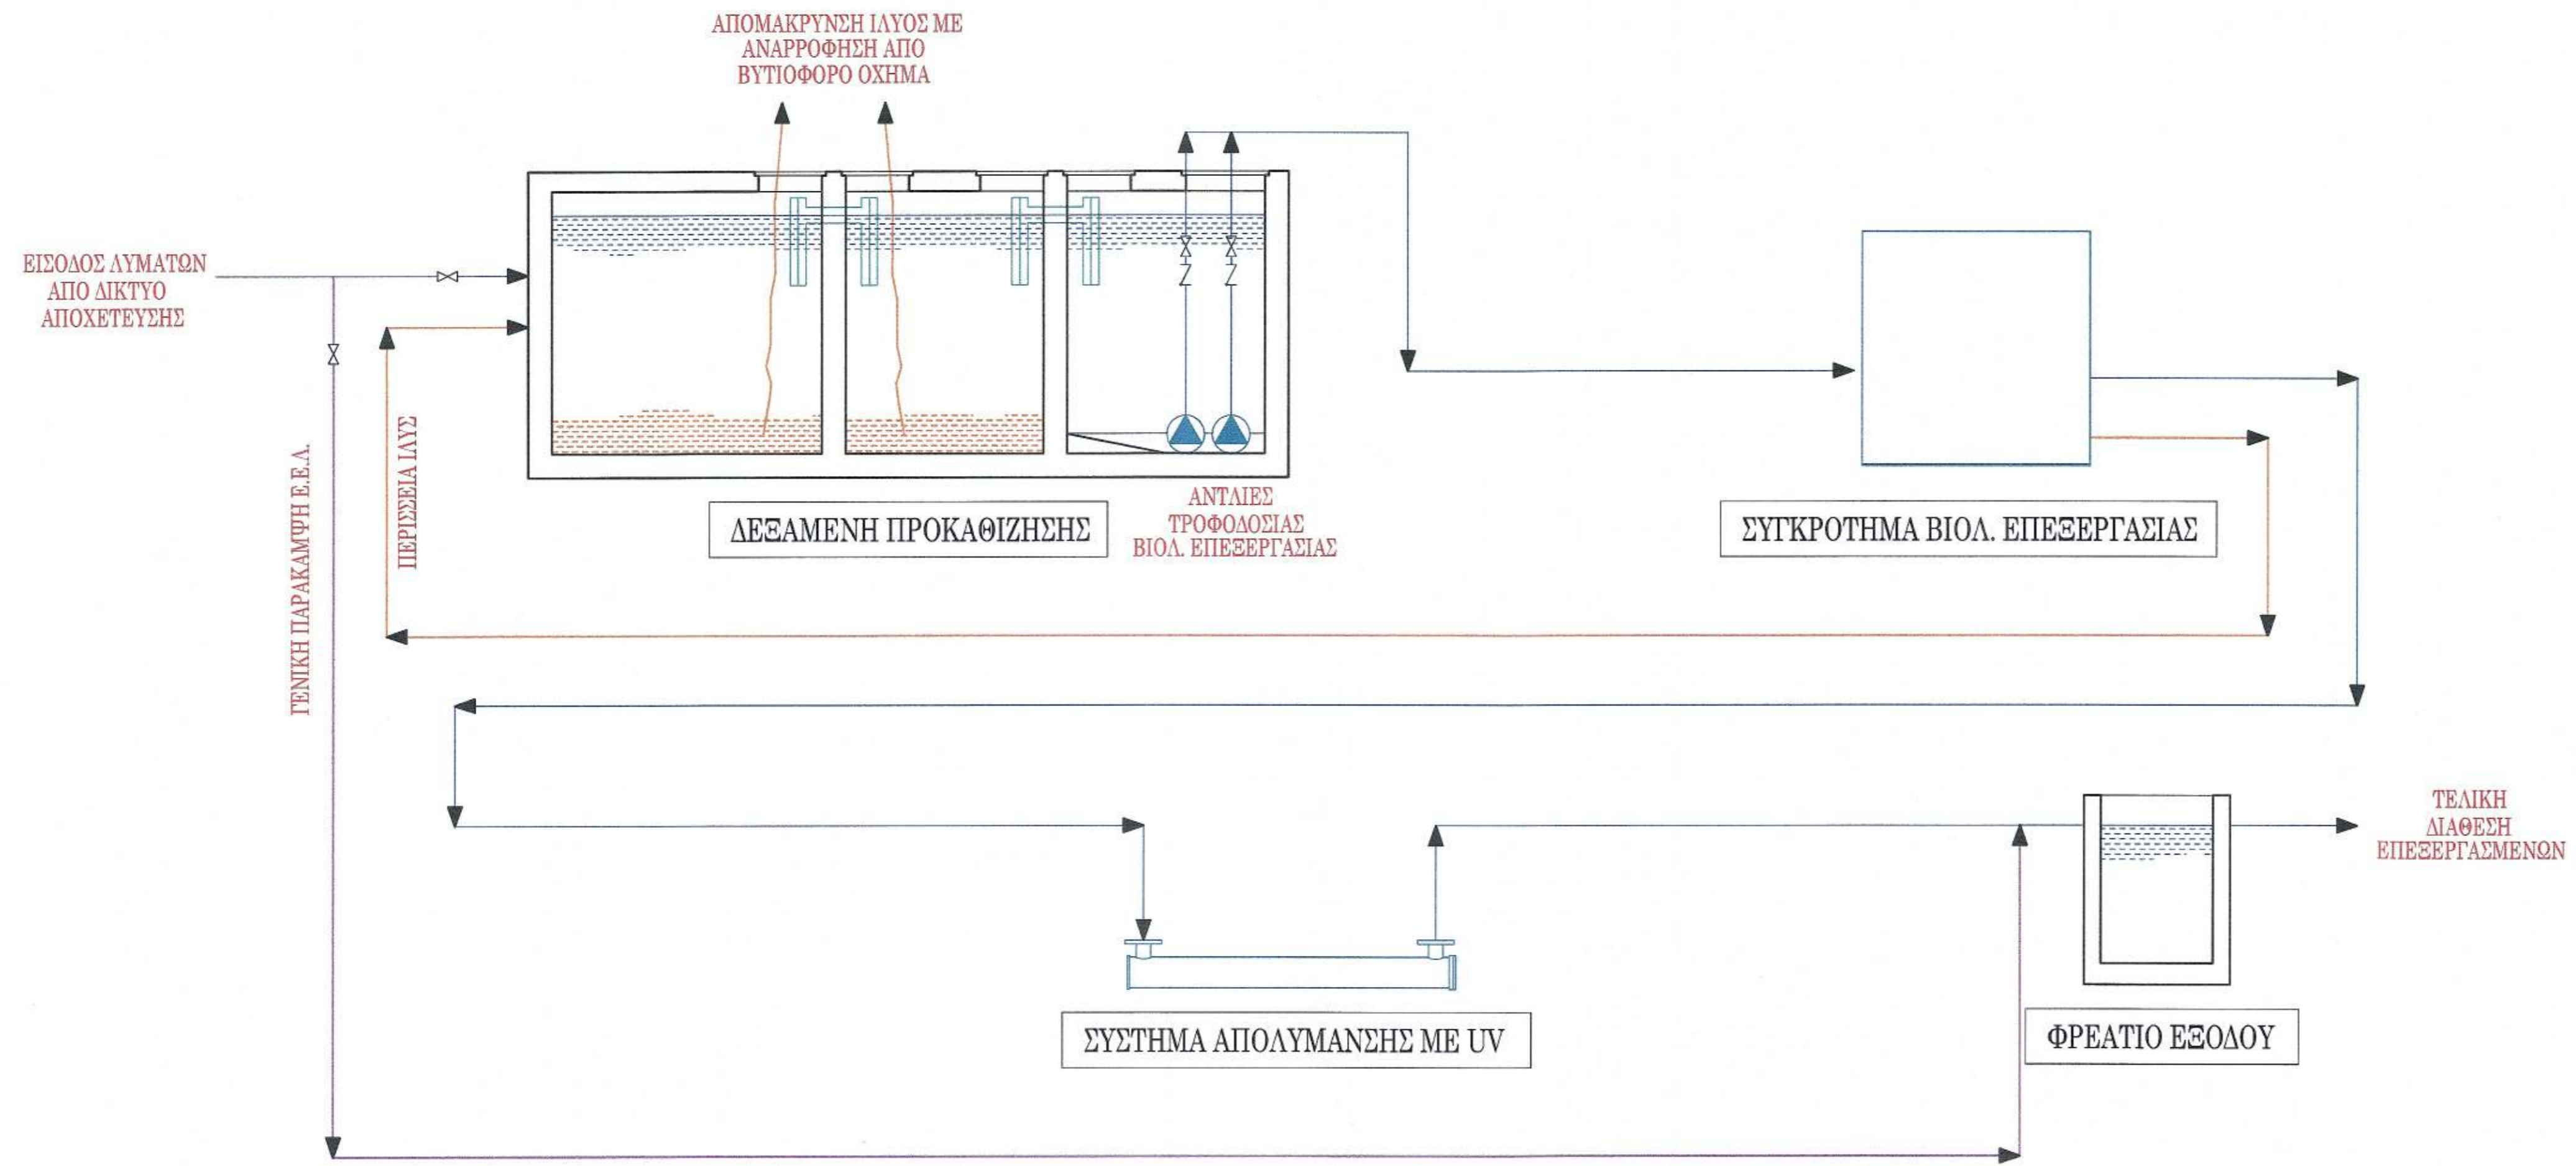 ΑΠΟΜΑΚΡΥΝΣΗ ΙΛΥΟΣ ΜΕ
ΑΝΑΡΡΟΦΗΣΗ ΑΠΟ
ΒΥΤΙΟΦΟΡΟ ΟΧΗΜΑ
ΕΙΣΟΔΟΣ ΛΥΜΑΤΩΝ
ΑΠΟ ΔΙΚΤΥΟ
ΑΠΟΧΕΤΕΥΣΗΣ
ΓΕΝΙΚΗ ΠΑΡΑΚΑΜΨΗ Ε.Ε.Λ.
ΠΕΡΙΣΣΕΙΑ ΙΛΥΣ
ΔΕΞΑΜΕΝΗ ΠΡΟΚΑΘΙΖΗΣΗΣ
ΑΝΤΛΙΕΣ
ΤΡΟΦΟΔΟΣΙΑΣ
ΒΙΟΛ. ΕΠΕΞΕΡΓΑΣΙΑΣ
ΣΥΓΚΡΟΤΗΜΑ ΒΙΟΛ. ΕΠΕΞΕΡΓΑΣΙΑΣ
ΤΕΛΙΚΗ
ΔΙΑΘΕΣΗ
ΕΠΕΞΕΡΓΑΣΜΕΝΩΝ
ΣΥΣΤΗΜΑ ΑΠΟΛΥΜΑΝΣΗΣ ΜΕ UV
ΦΡΕΑΤΙΟ ΕΞΟΔΟΥ